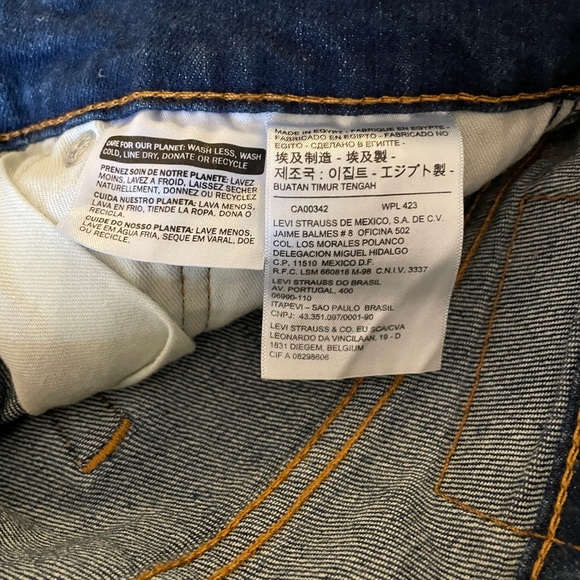 CARE FOR OUR PLANET: WASH LESS, WASH
COLD, LINE DRY, DONATE OR RECYCLE
PRENEZ SOIN DE NOTRE PLANETE: LAVEZ
MOINS, LAVEZ A FROID, LAISSEZ SECHER
NATURELLEMENT, DONNEZ OU RECYCLEZ
CUIDA NUESTRO PLANETA: LAVA MENOS,
LAVA EN FRIO, TIENDE LA ROPA, DONA O
RECICLA
CUIDE DO NOSSO PLANETA: LAVE MENOS,
LAVE EM ÁGUA FRIA, SEQUE EM VARAL, DOE
OU RECICLE
MADE IN EGYPT - FABRIQUE EN EGYPTE -
FABRICADO EN EGIPTO - FABRICADO NO
EGITO - СДЕЛАНО В ЕГИПТЕ -
埃及制造 - 埃及製 -
제조국 : 이집트 - エジプト製 -
BUATAN TIMUR TENGAH
CA00342 WPL 423
LEVI STRAUSS DE MEXICO, S.A. DE C.V.
JAIME BALMES # 8 OFICINA 502
COL. LOS MORALES POLANCO
DELEGACION MIGUEL HIDALGO
C.P. 11510 MEXICO D.F.
R.F.C. LSM 660818 M-98 C.N.I.V. 3337
LEVI STRAUSS DO BRASIL
AV. PORTUGAL, 400
06990-110
ITAPEVI - SAO PAULO BRASIL
CNPJ: 43.351.097/0001-90
LEVI STRAUSS & CO. EU SCA/CVA
LEONARDO DA VINCILAAN, 19 - D
1831 DIEGEM, BELGIUM
CIF A 08298606